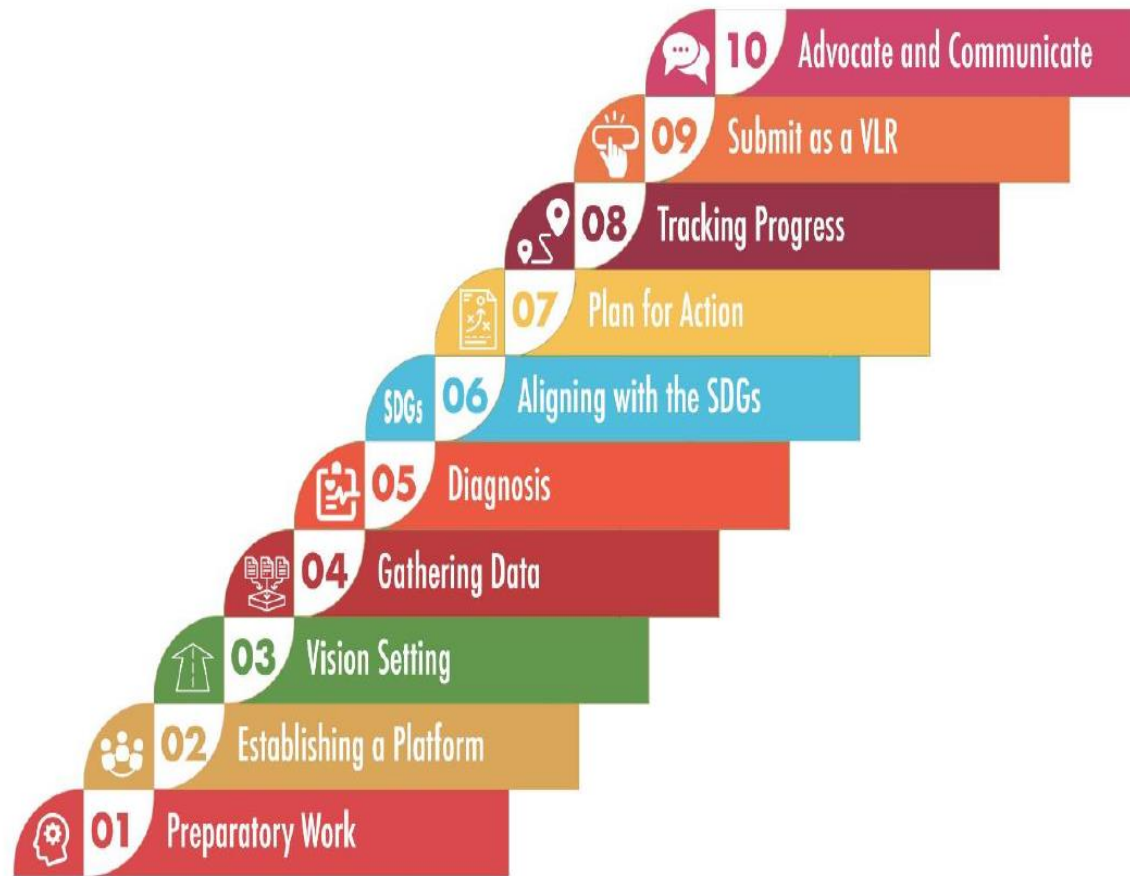 10 Advocate and Communicate
09 Submit as a VLR
08 Tracking Progress
07 Plan for Action
SDGs 06 Aligning with the SDGs
05 Diagnosis
04 Gathering Data
03 Vision Setting
02 Establishing a Platform
01 Preparatory Work